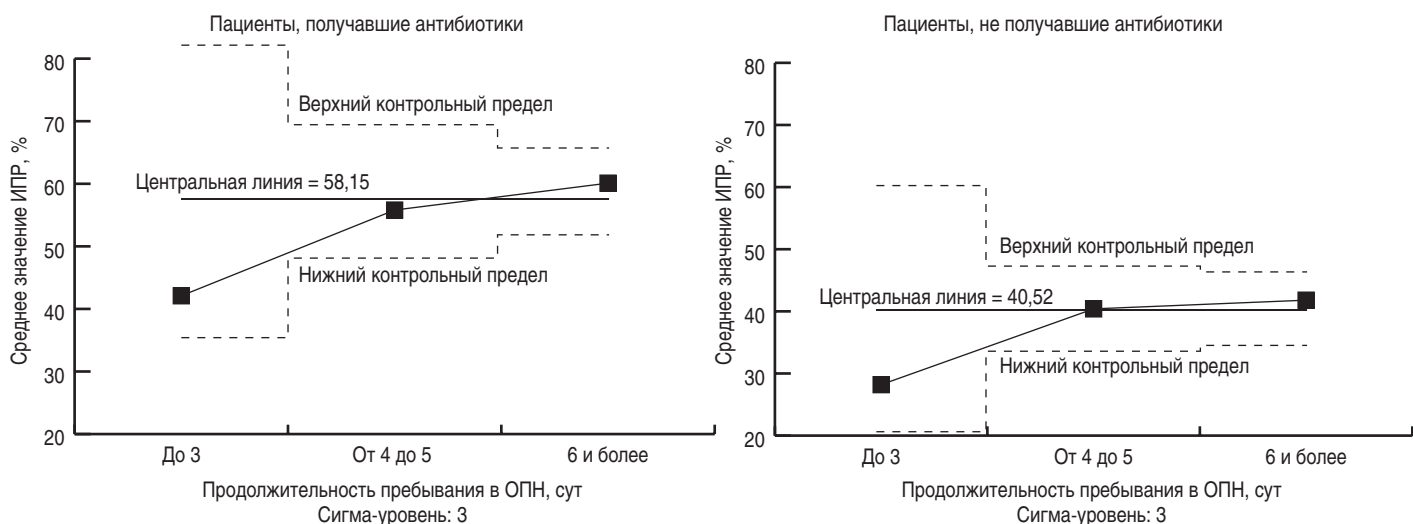 Пациенты, получавшие антибиотики
Среднее значение ИПР, %
80
70
60
50
40
30
20
Верхний контрольный предел
Центральная линия = 58,15
Нижний контрольный предел
До 3
От 4 до 5
6 и более
Продолжительность пребывания в ОПН, сут
Сигма-уровень: 3
Пациенты, не получавшие антибиотики
Среднее значение ИПР, %
80
70
60
50
40
30
20
Верхний контрольный предел
Центральная линия = 40,52
Нижний контрольный предел
До 3
От 4 до 5
6 и более
Продолжительность пребывания в ОПН, сут
Сигма-уровень: 3